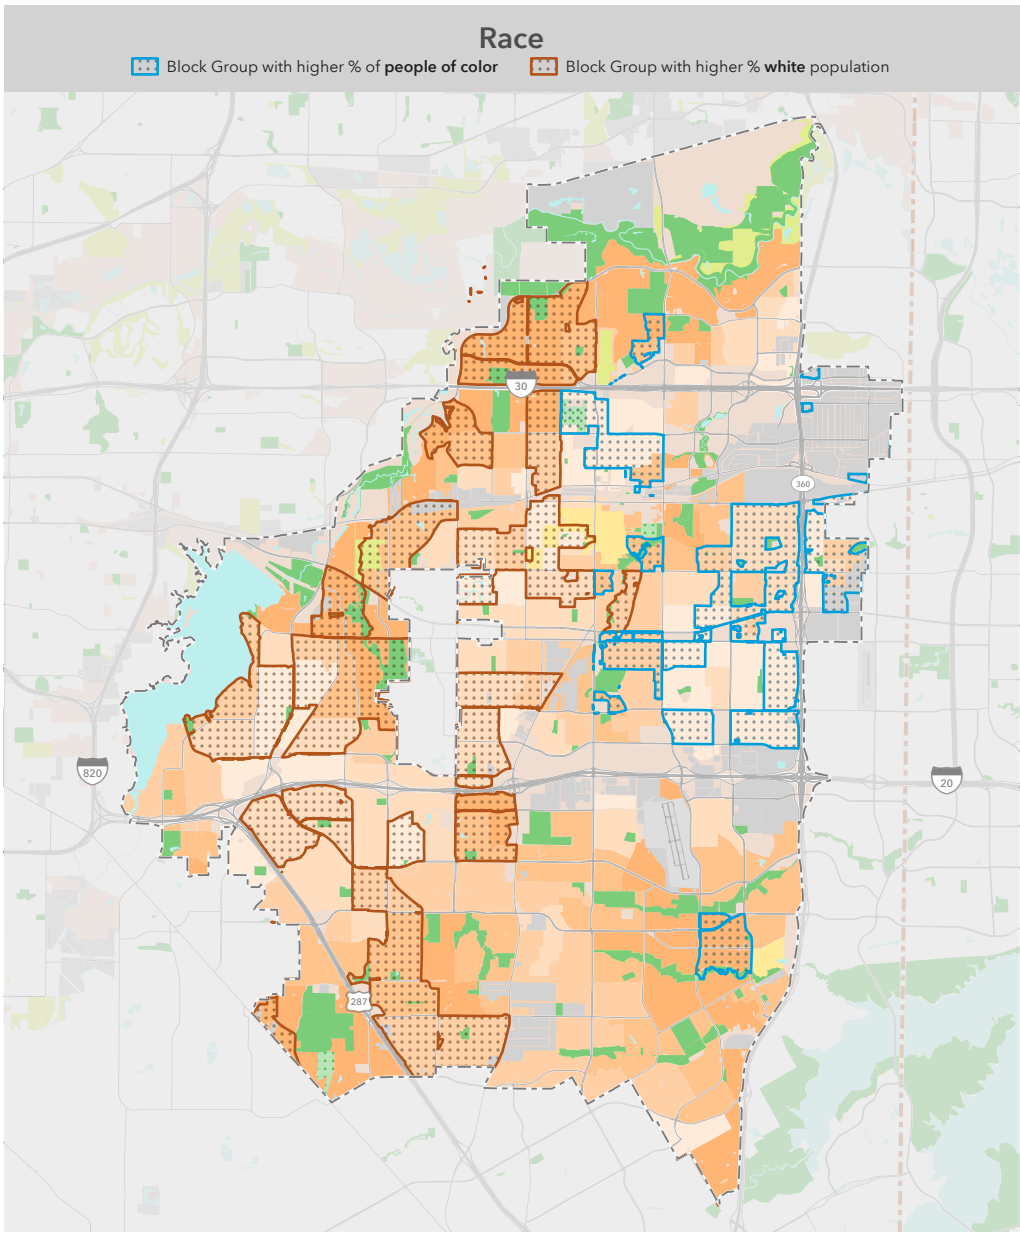 Race
Block Group with higher % of people of color
Block Group with higher % white population
30
360
820
20
287